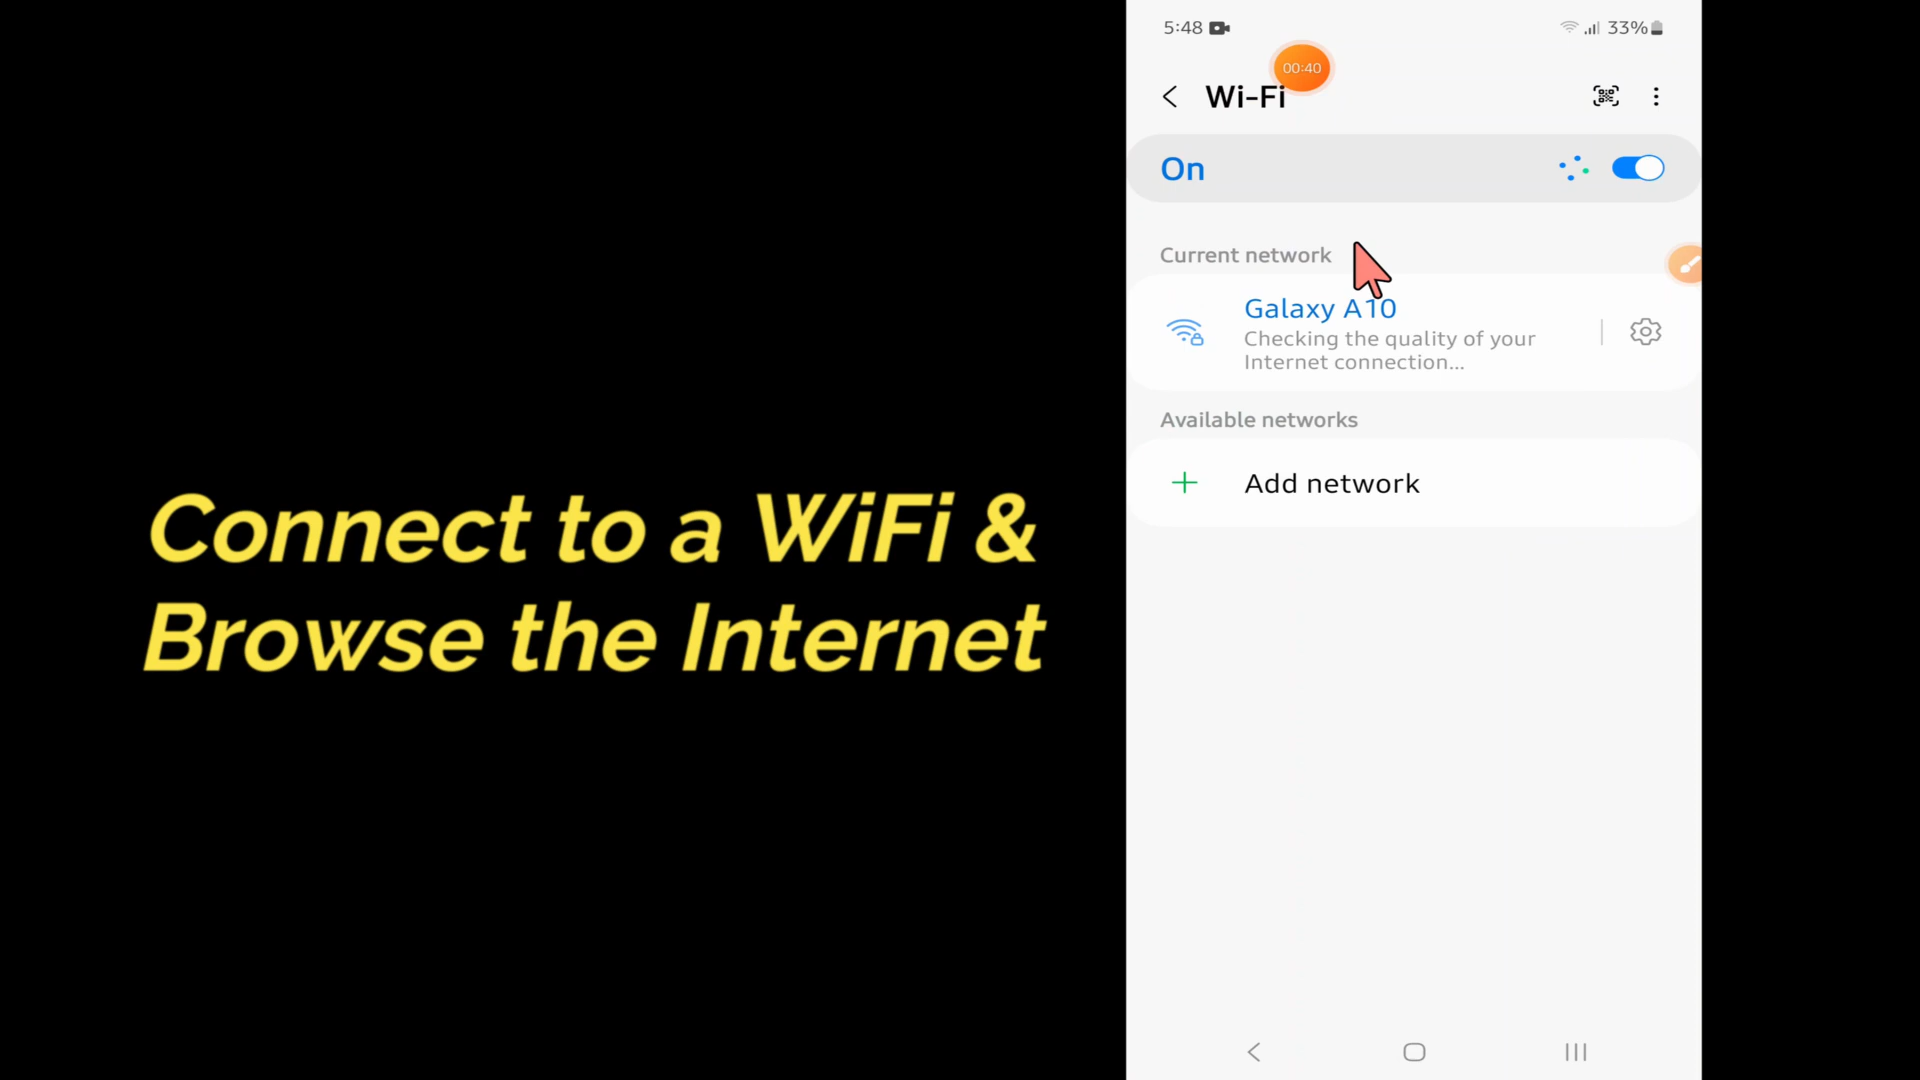 Connect to a WiFi &
Browse the Internet
5:48
33%
00:40
Wi-Fi
On
Current network
Galaxy A10
Checking the quality of your
Internet connection...
Available networks
Add network